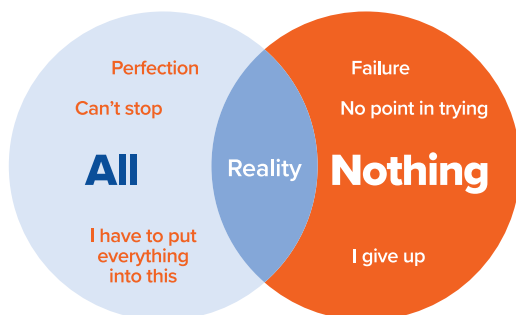 Perfection
Can't stop
All
I have to put
everything
into this
Reality
Failure
No point in trying
Nothing
I give up